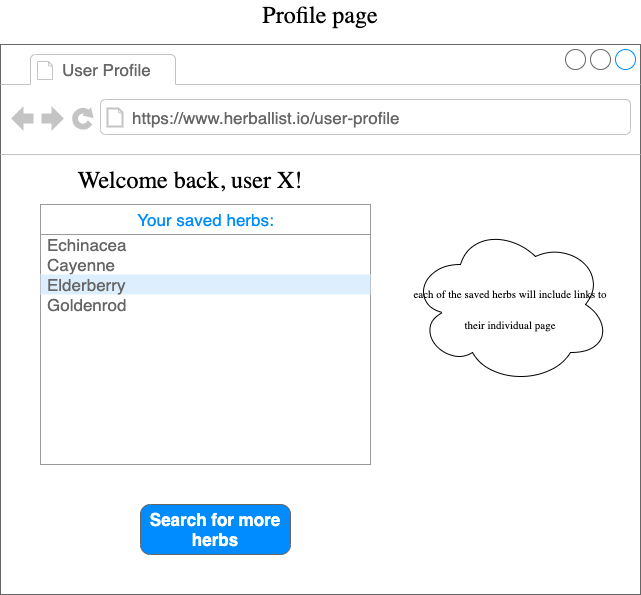 Profile page
User Profile
https://www.herballist.io/user-profile
Welcome back, user X!
Your saved herbs:
Echinacea
Cayenne
Elderberry
Goldenrod
each of the saved herbs will include links to
their individual page
Search for more
herbs